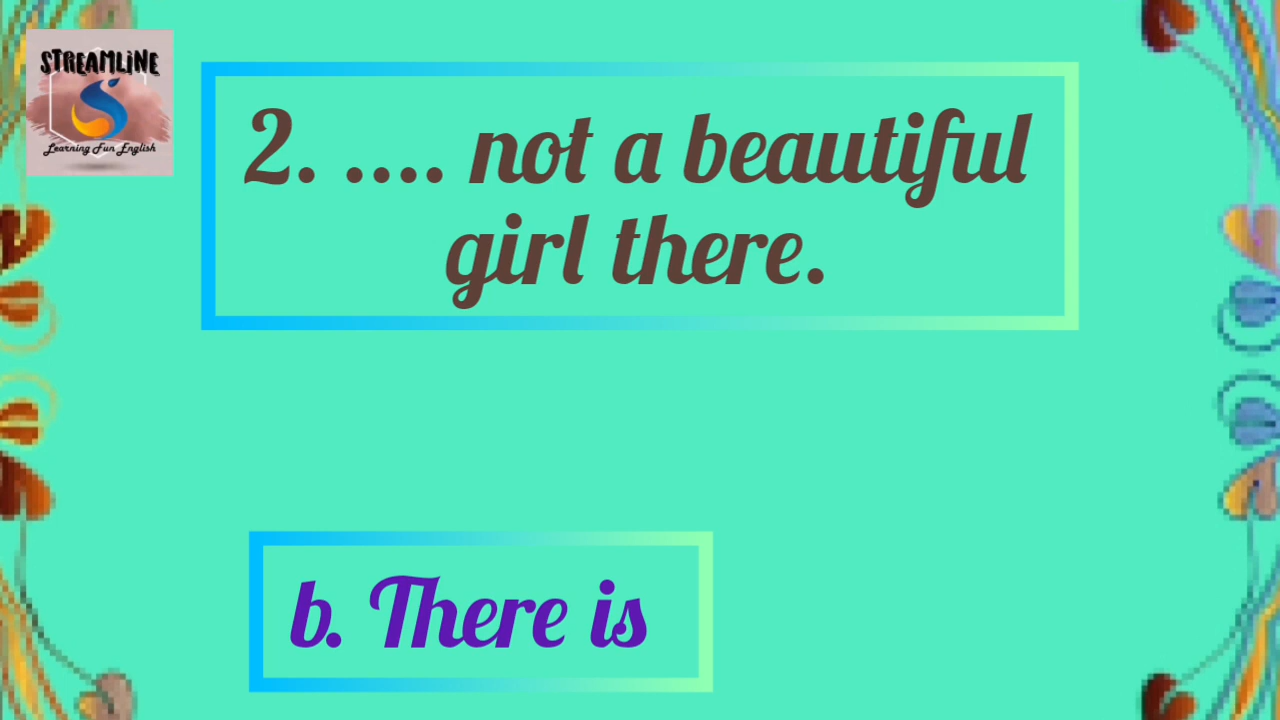 STREAMLINE
Learning Fun English
2. .... not a beautiful
girl there.
b. There is